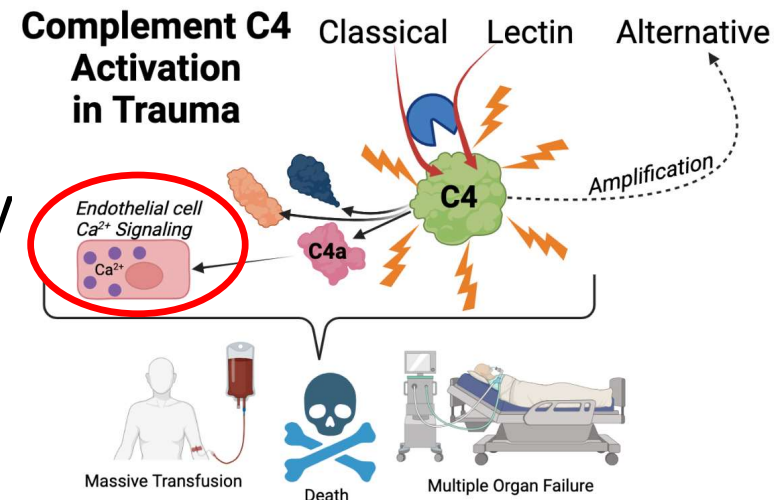 Complement C4
Activation
in Trauma
Classical
Lectin
Alternative
Amplification
C4
C4a
Endothelial cell
Ca²⁺ Signaling
Ca²⁺
Massive Transfusion
Death
Multiple Organ Failure